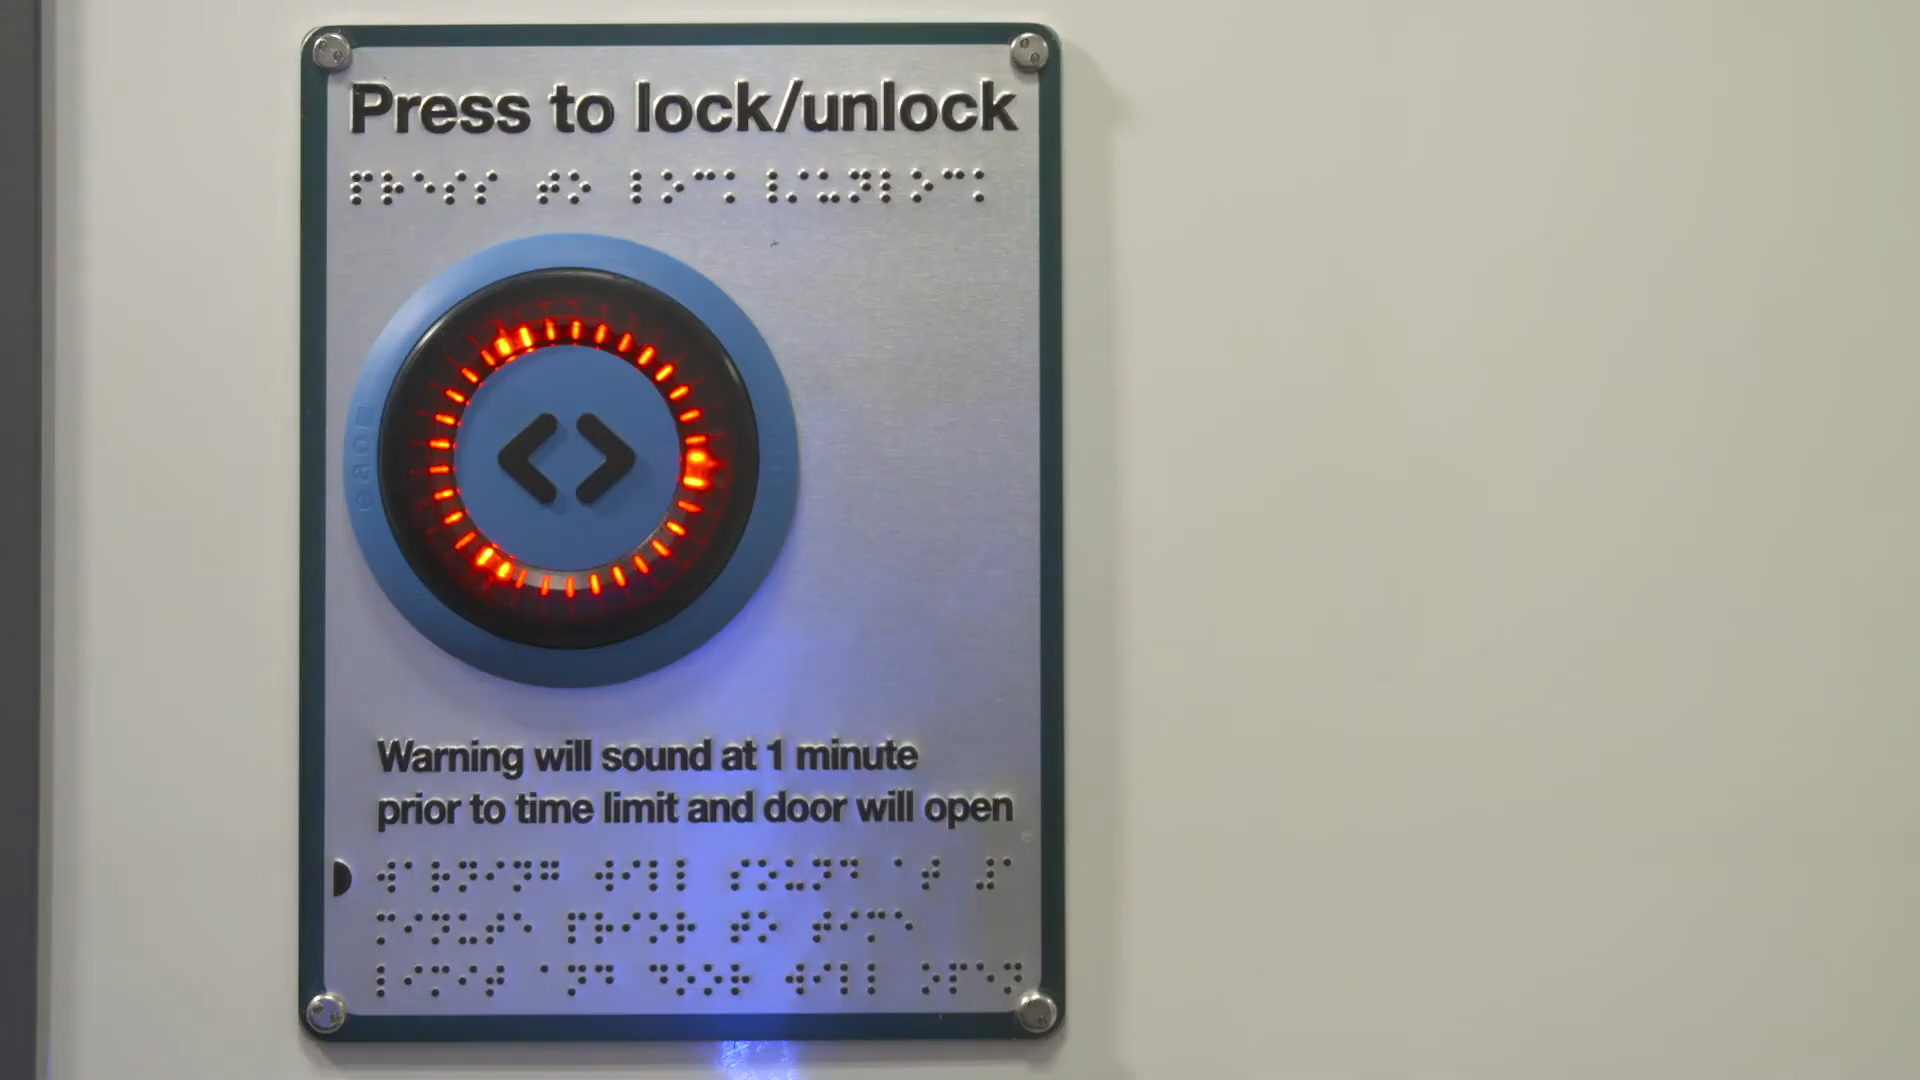 Press to lock/unlock
⠏⠗⠑⠎⠎ ⠞⠕ ⠇⠕⠉⠅
Warning will sound at 1 minute
prior to time limit and door will open
⠺⠁⠗⠝⠊⠝⠛ ⠺⠊⠇⠇ ⠎⠕⠥⠝⠙ ⠁⠞ ⠼⠁
⠍⠊⠝⠥⠞⠑ ⠏⠗⠊⠕⠗ ⠞⠕ ⠞⠊⠍⠑
⠇⠊⠍⠊⠞ ⠁⠝⠙ ⠙⠕⠕⠗ ⠺⠊⠇⠇ ⠕⠏⠑⠝